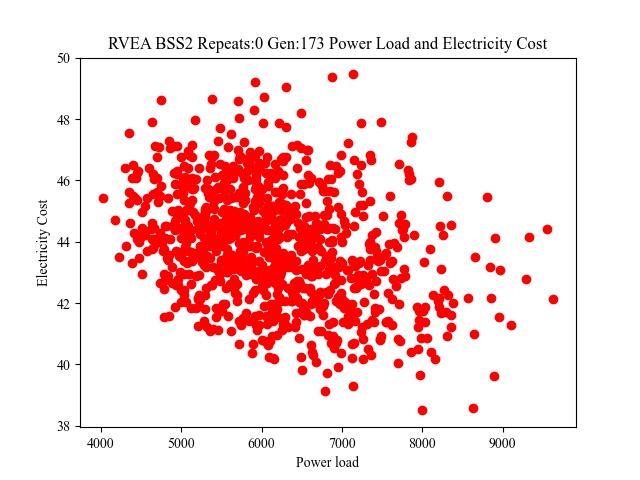 RVEA BSS2 Repeats:0 Gen:173 Power Load and Electricity Cost
50
48
46
44
42
40
38
Electricity Cost
4000 5000 6000 7000 8000 9000
Power load